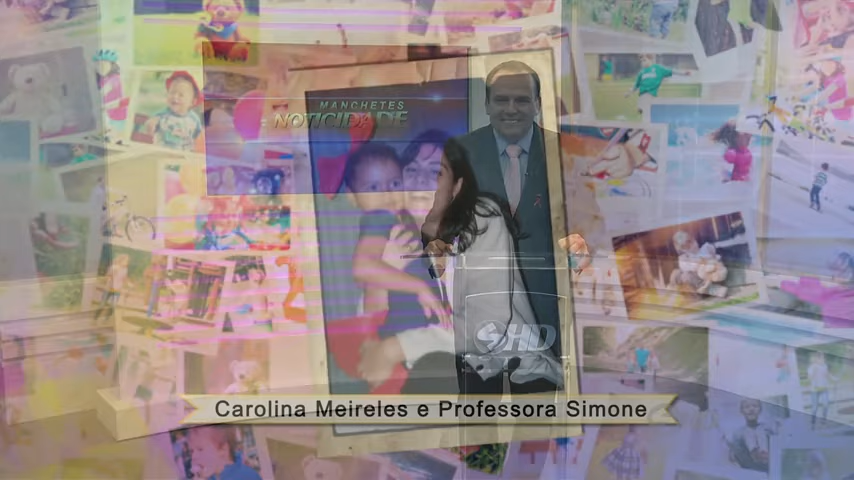 MANCHETES
NOTICIDADE
HD
Carolina Meireles e Professora Simone